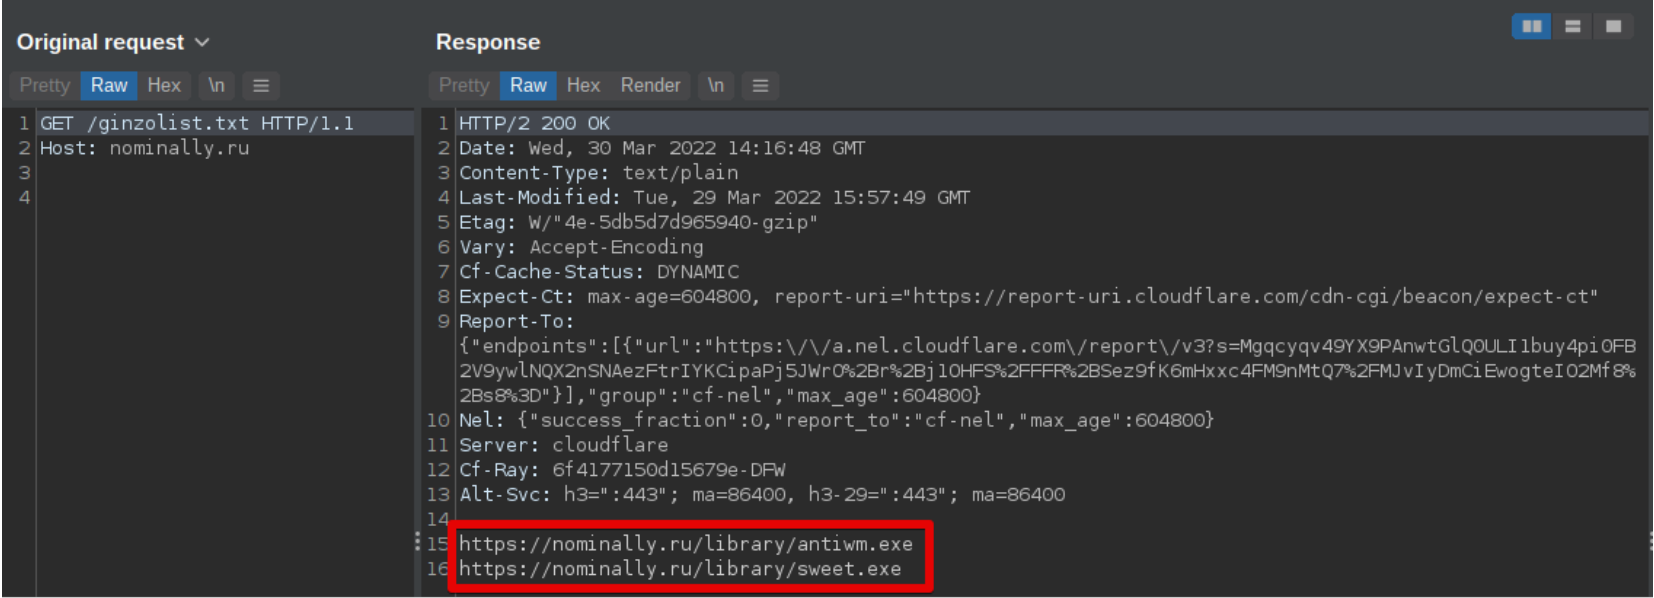 Original request
Pretty Raw Hex \n
1 GET /ginzolist.txt HTTP/1.1
2 Host: nominally.ru
3
4
Response
Pretty Raw Hex Render \n
1 HTTP/2 200 OK
2 Date: Wed, 30 Mar 2022 14:16:48 GMT
3 Content-Type: text/plain
4 Last-Modified: Tue, 29 Mar 2022 15:57:49 GMT
5 Etag: W/"4e-5db5d7d965940-gzip"
6 Vary: Accept-Encoding
7 Cf-Cache-Status: DYNAMIC
8 Expect-Ct: max-age=604800, report-uri="https://report-uri.cloudflare.com/cdn-cgi/beacon/expect-ct"
9 Report-To:
{"endpoints":[{"url":"https:\/\/a.nel.cloudflare.com\/report\/v3?s=Mgqcyqv49YX9PAnwtGlQ0ULI1buy4pi0FB
2V9ywlNQX2nSNAezFtrIYKCipaPj5JWr0%2Br%2Bj1OHFS%2FFFR%2BSez9fK6mHxxc4FM9nMtQ7%2FMJvIyDmCiEwogteIO2Mf8%
2Bs8%3D"}],"group":"cf-nel","max_age":604800}
10 Nel: {"success_fraction":0,"report_to":"cf-nel","max_age":604800}
11 Server: cloudflare
12 Cf-Ray: 6f4177150d15679e-DFW
13 Alt-Svc: h3=":443"; ma=86400, h3-29=":443"; ma=86400
14
15 https://nominally.ru/library/antiwm.exe
16 https://nominally.ru/library/sweet.exe